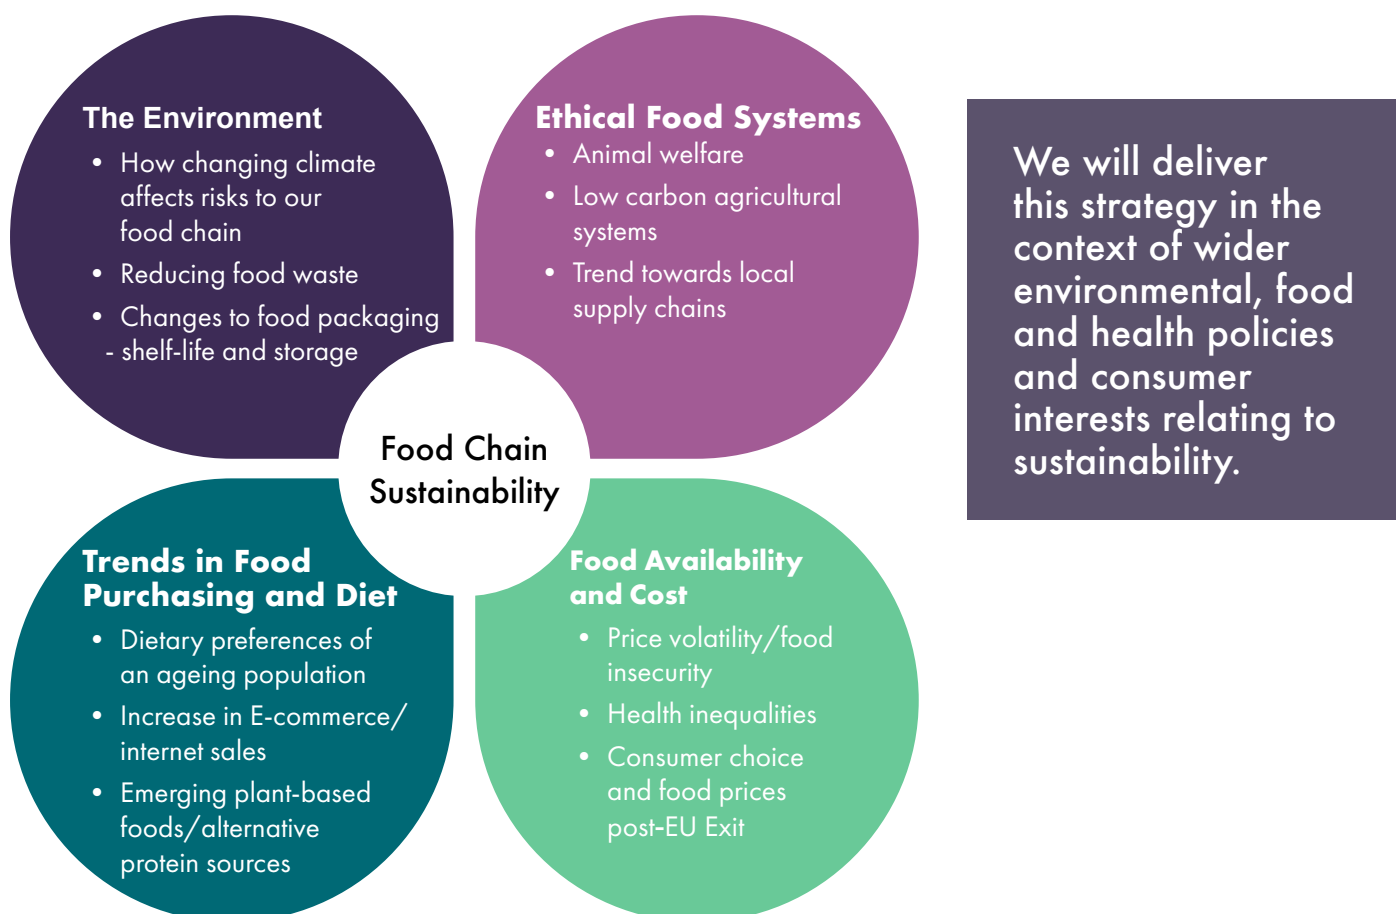 The Environment
• How changing climate
affects risks to our
food chain
• Reducing food waste
• Changes to food packaging
- shelf-life and storage
Ethical Food Systems
• Animal welfare
• Low carbon agricultural
systems
• Trend towards local
supply chains
Food Chain
Sustainability
Trends in Food
Purchasing and Diet
• Dietary preferences of
an ageing population
• Increase in E-commerce/
internet sales
• Emerging plant-based
foods/alternative
protein sources
Food Availability
and Cost
• Price volatility/food
insecurity
• Health inequalities
• Consumer choice
and food prices
post-EU Exit
We will deliver
this strategy in the
context of wider
environmental, food
and health policies
and consumer
interests relating to
sustainability.